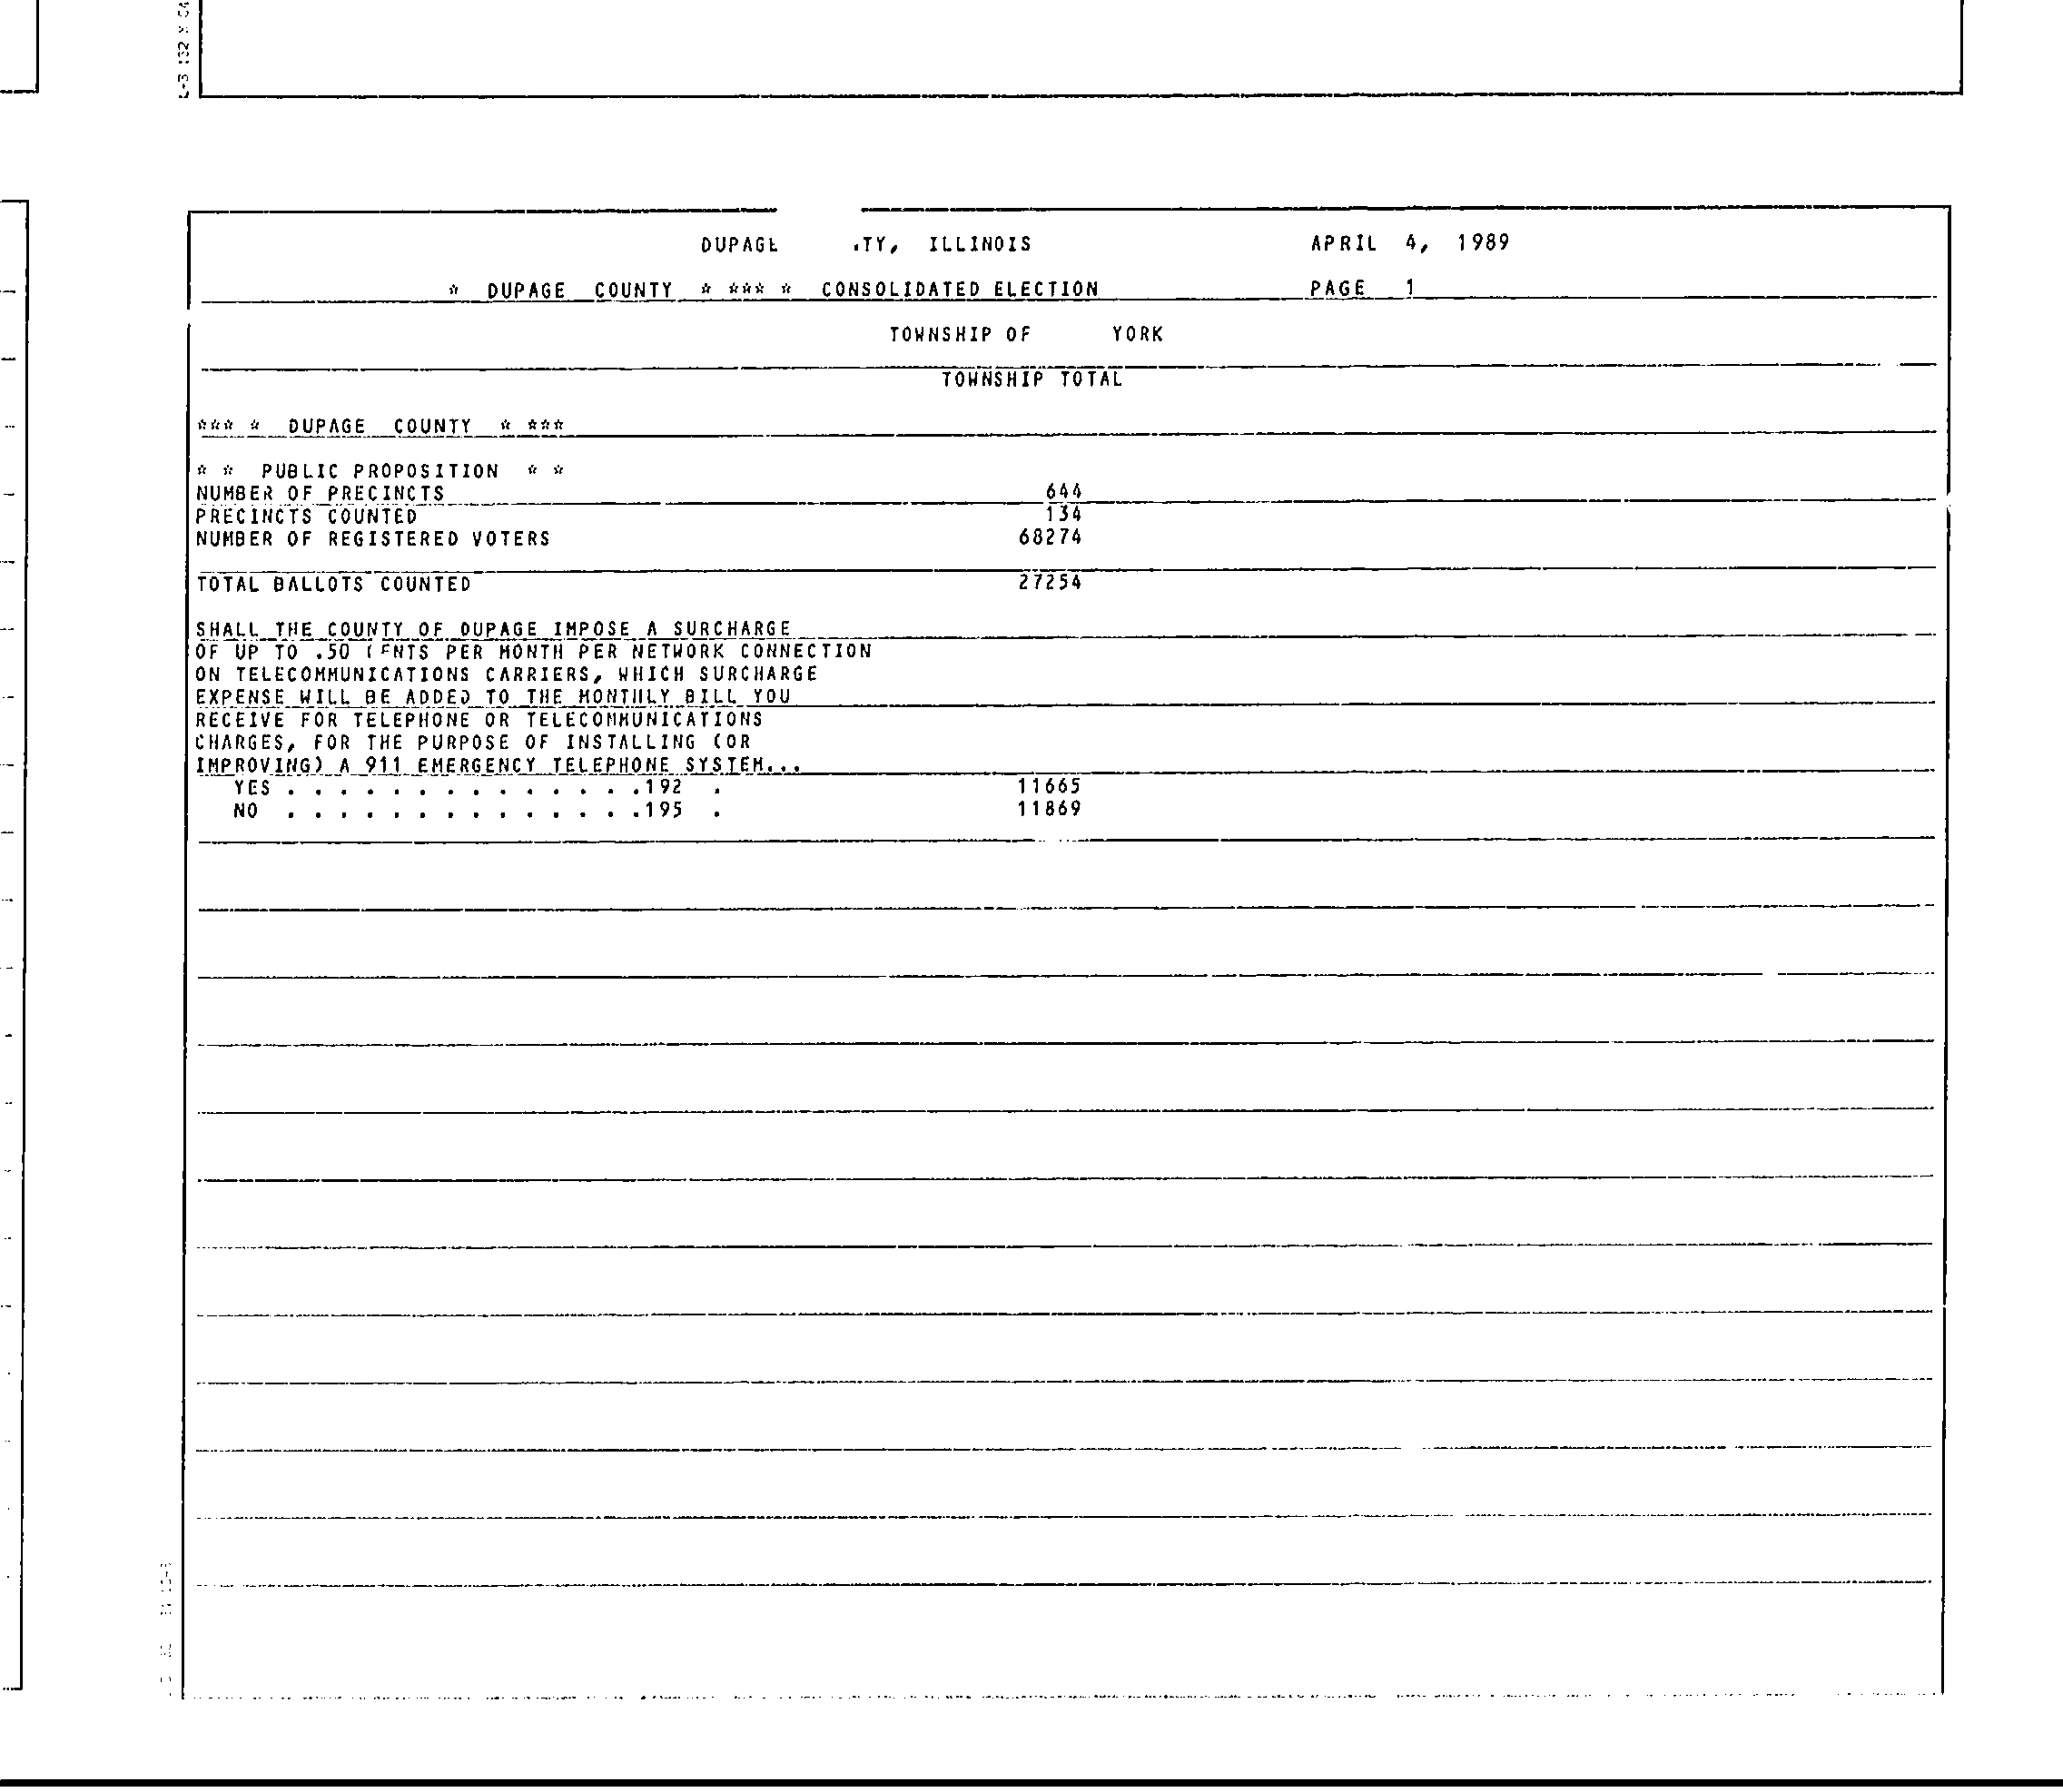 DUPAGE TY, ILLINOIS APRIL 4, 1989
* DUPAGE COUNTY * *** * CONSOLIDATED ELECTION PAGE 1
TOWNSHIP OF YORK
TOWNSHIP TOTAL
*** * DUPAGE COUNTY * ***
* * PUBLIC PROPOSITION * *
NUMBER OF PRECINCTS 644
PRECINCTS COUNTED 134
NUMBER OF REGISTERED VOTERS 68274
TOTAL BALLOTS COUNTED 27254
SHALL THE COUNTY OF DUPAGE IMPOSE A SURCHARGE
OF UP TO .50 CENTS PER MONTH PER NETWORK CONNECTION
ON TELECOMMUNICATIONS CARRIERS, WHICH SURCHARGE
EXPENSE WILL BE ADDED TO THE MONTHLY BILL YOU
RECEIVE FOR TELEPHONE OR TELECOMMUNICATIONS
CHARGES, FOR THE PURPOSE OF INSTALLING (OR
IMPROVING) A 911 EMERGENCY TELEPHONE SYSTEM...
YES . . . . . . . . . . . . . .192 . 11665
NO . . . . . . . . . . . . . .195 . 11869